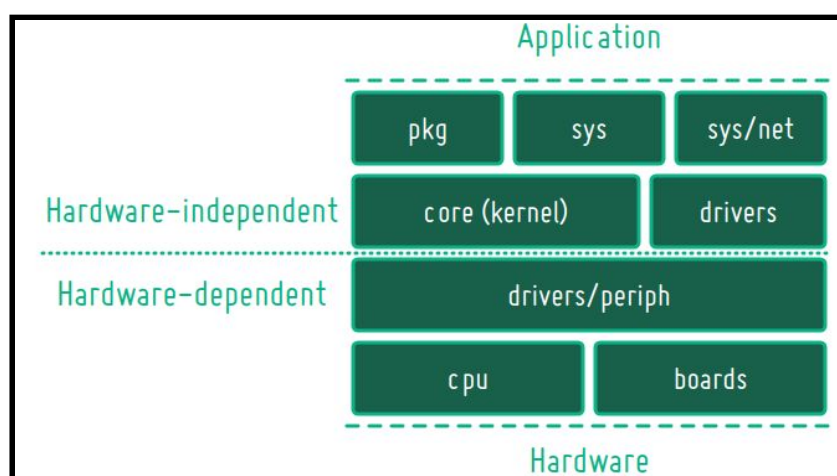 Application
pkg sys sys/net
Hardware-independent core (kernel) drivers
Hardware-dependent drivers/periph
cpu boards
Hardware